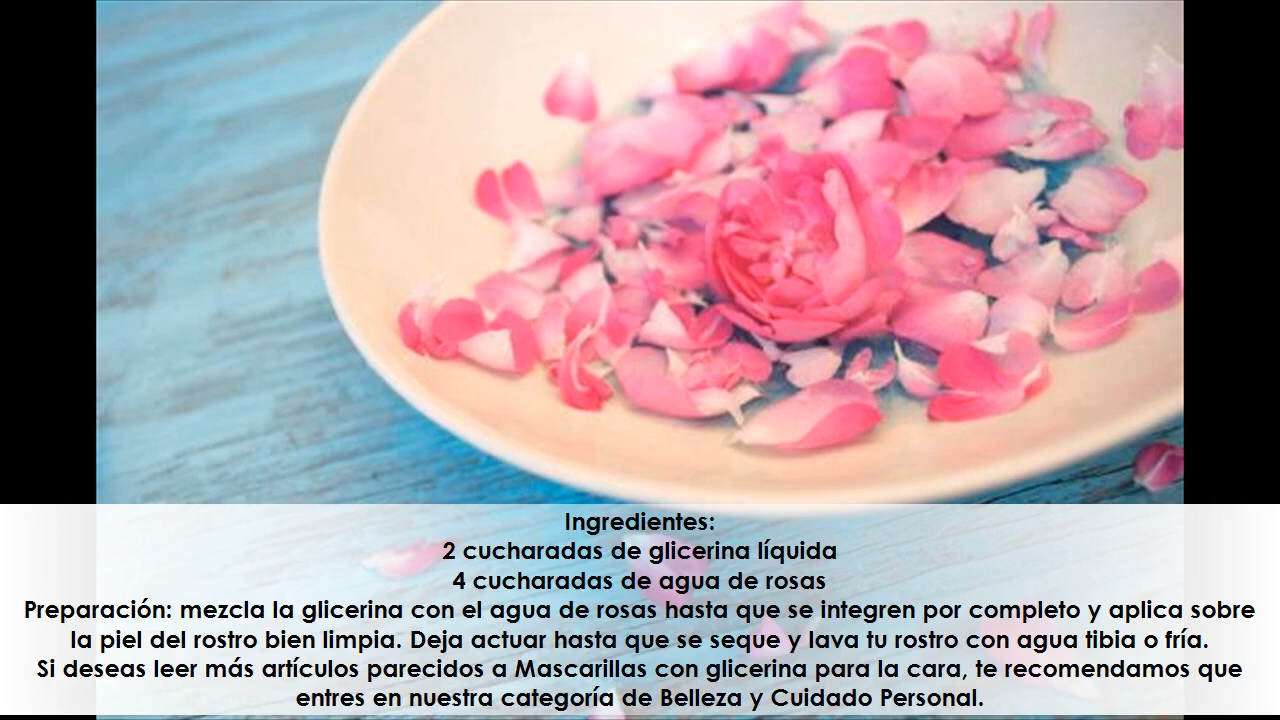 Ingredientes:
2 cucharadas de glicerina líquida
4 cucharadas de agua de rosas
Preparación: mezcla la glicerina con el agua de rosas hasta que se integren por completo y aplica sobre
la piel del rostro bien limpia. Deja actuar hasta que se seque y lava tu rostro con agua tibia o fría.
Si deseas leer más artículos parecidos a Mascarillas con glicerina para la cara, te recomendamos que
entres en nuestra categoría de Belleza y Cuidado Personal.